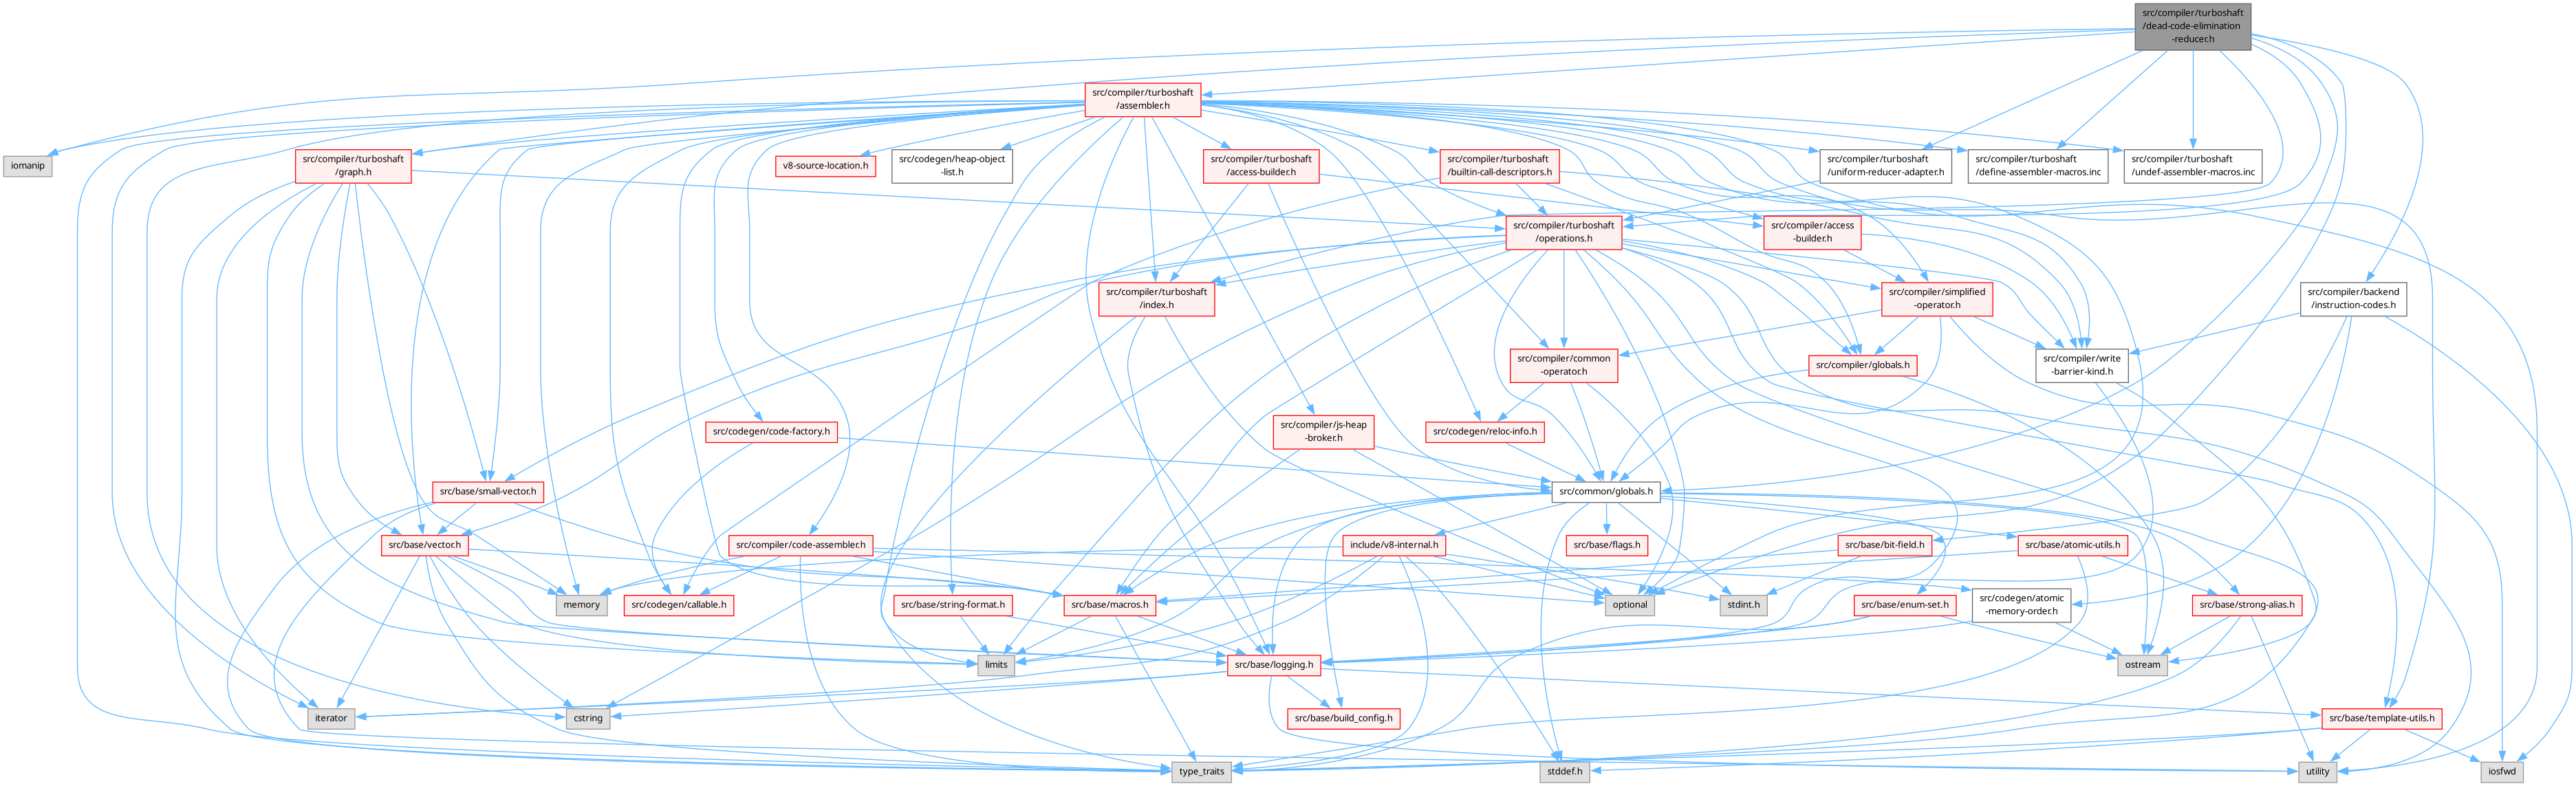 src/compiler/turboshaft
/dead-code-elimination
-reducer.h
src/compiler/turboshaft
/assembler.h
iomanip
src/compiler/turboshaft
/graph.h
v8-source-location.h
src/codegen/heap-object
-list.h
src/compiler/turboshaft
/access-builder.h
src/compiler/turboshaft
/builtin-call-descriptors.h
src/compiler/turboshaft
/uniform-reducer-adapter.h
src/compiler/turboshaft
/define-assembler-macros.inc
src/compiler/turboshaft
/undef-assembler-macros.inc
src/compiler/turboshaft
/operations.h
src/compiler/access
-builder.h
src/compiler/turboshaft
/index.h
src/compiler/simplified
-operator.h
src/compiler/backend
/instruction-codes.h
src/compiler/common
-operator.h
src/compiler/globals.h
src/compiler/write
-barrier-kind.h
src/codegen/code-factory.h
src/compiler/js-heap
-broker.h
src/codegen/reloc-info.h
src/base/small-vector.h
src/common/globals.h
src/base/vector.h
src/compiler/code-assembler.h
include/v8-internal.h
src/base/flags.h
src/base/bit-field.h
src/base/atomic-utils.h
memory
src/codegen/callable.h
src/base/string-format.h
src/base/macros.h
optional
stdint.h
src/base/enum-set.h
src/codegen/atomic
-memory-order.h
src/base/strong-alias.h
limits
src/base/logging.h
ostream
iterator
cstring
src/base/build_config.h
src/base/template-utils.h
type_traits
stddef.h
utility
iosfwd